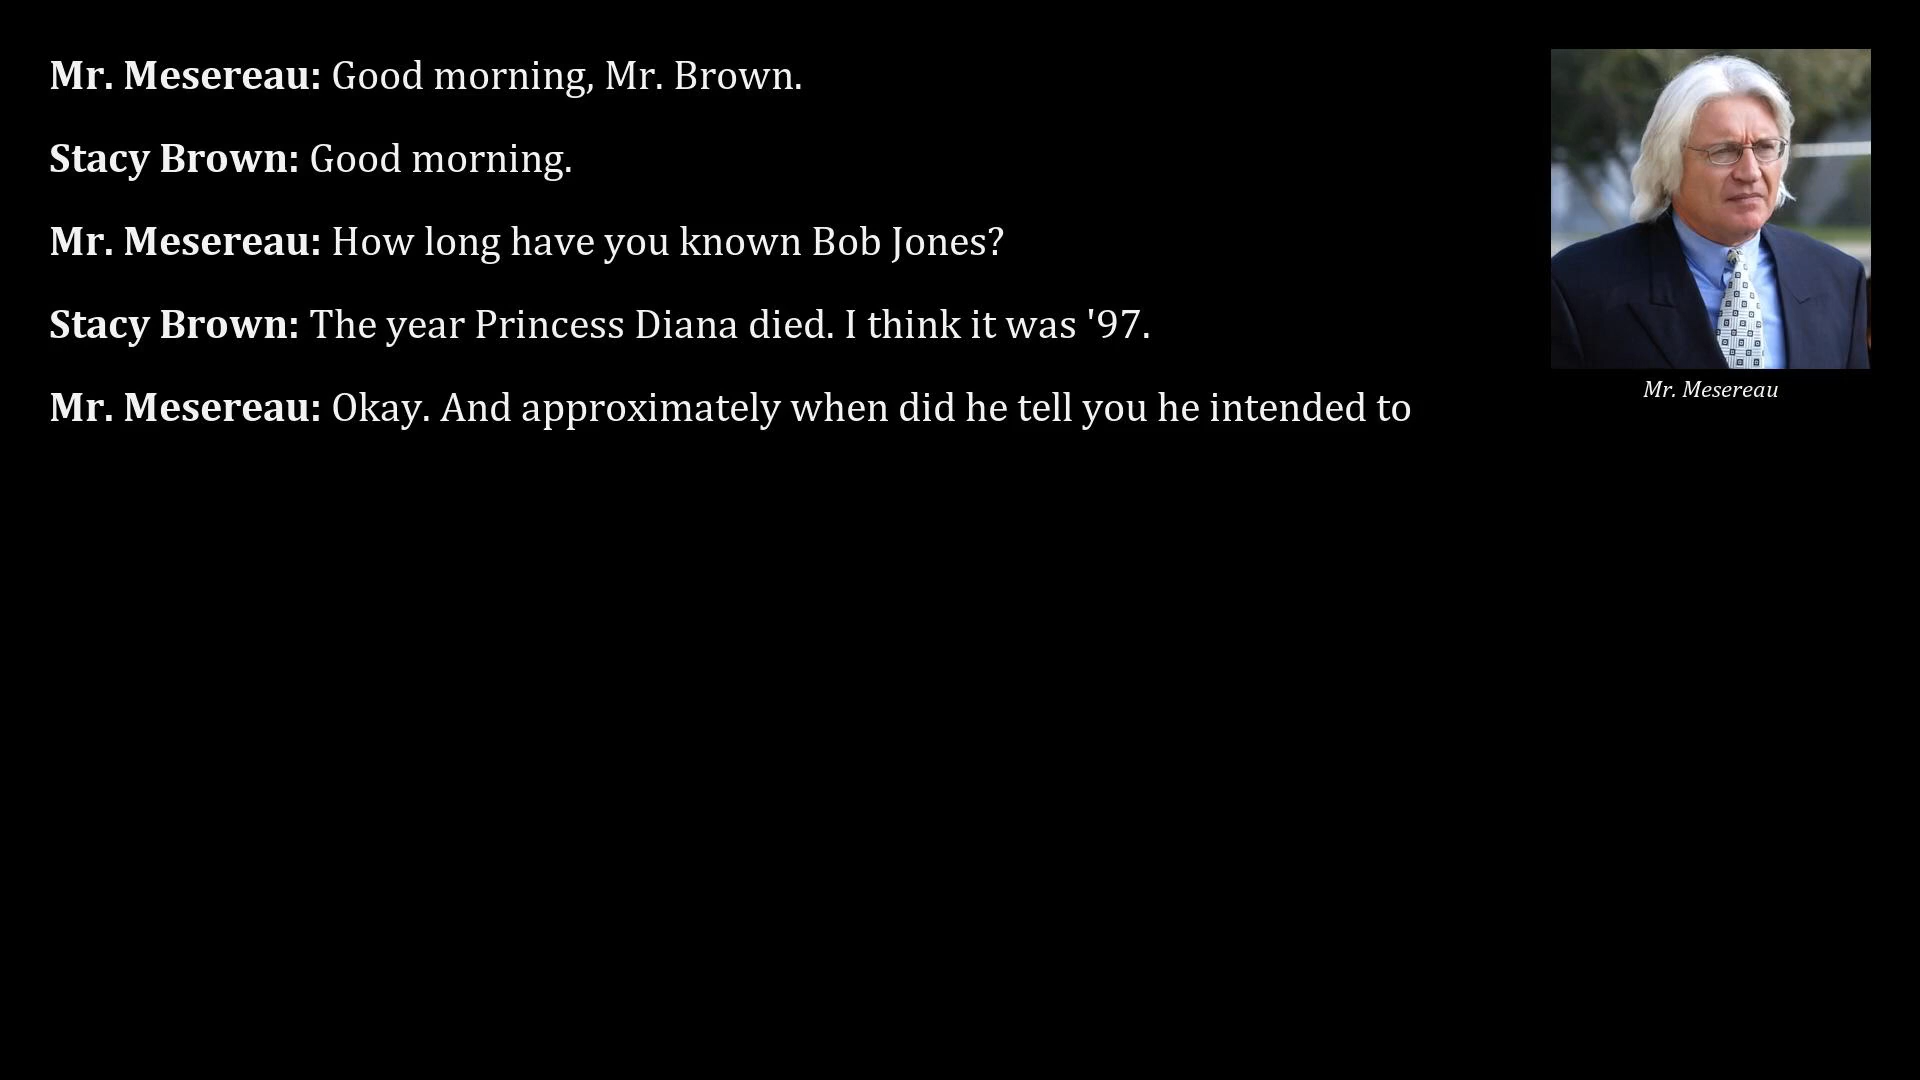 Mr. Mesereau: Good morning, Mr. Brown.
Stacy Brown: Good morning.
Mr. Mesereau: How long have you known Bob Jones?
Stacy Brown: The year Princess Diana died. I think it was '97.
Mr. Mesereau: Okay. And approximately when did he tell you he intended to
Mr. Mesereau